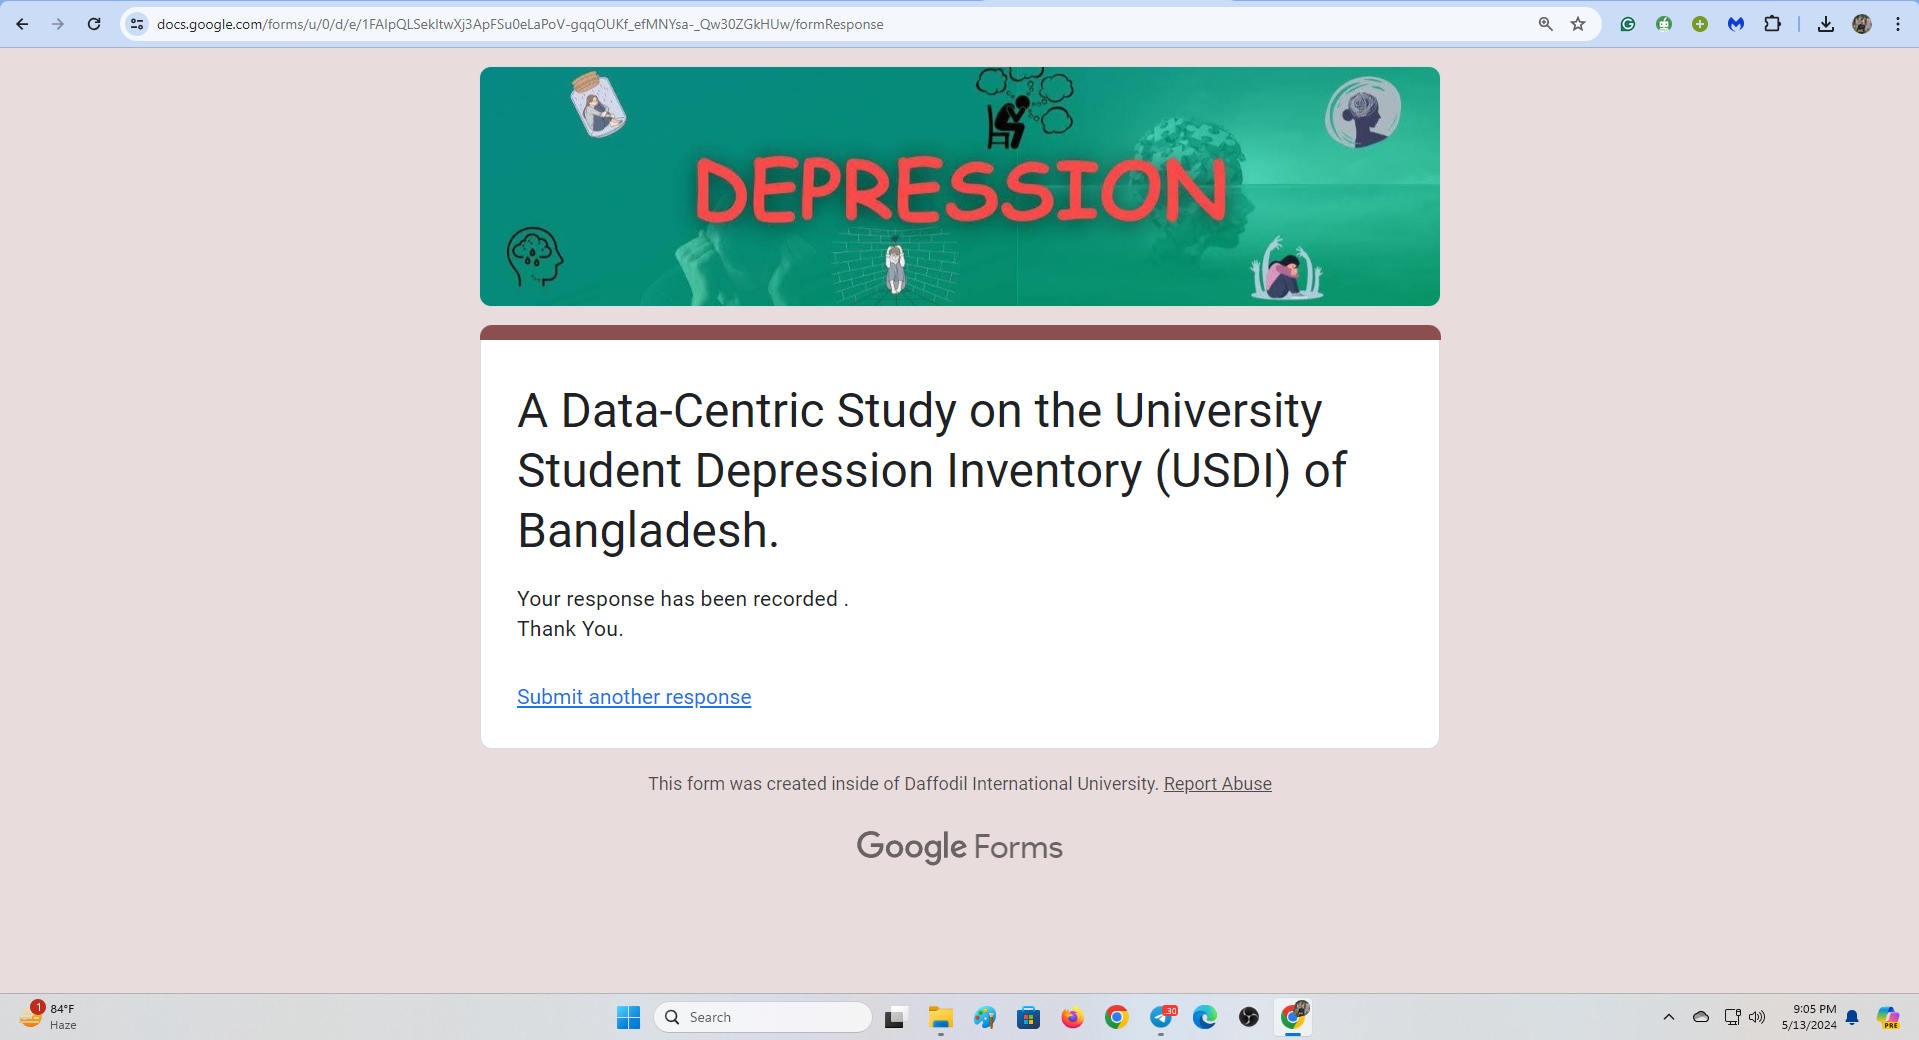 docs.google.com/forms/u/0/d/e/1FAIpQLSekItwXj3ApFSu0eLaPoV-gqqOUKf_efMNYsa-_Qw30ZGkHUw/formResponse
DEPRESSION
A Data-Centric Study on the University
Student Depression Inventory (USDI) of
Bangladesh.
Your response has been recorded .
Thank You.
Submit another response
This form was created inside of Daffodil International University. Report Abuse
Google Forms
1
84°F
Haze
Search
30
9:05 PM
5/13/2024
PRE